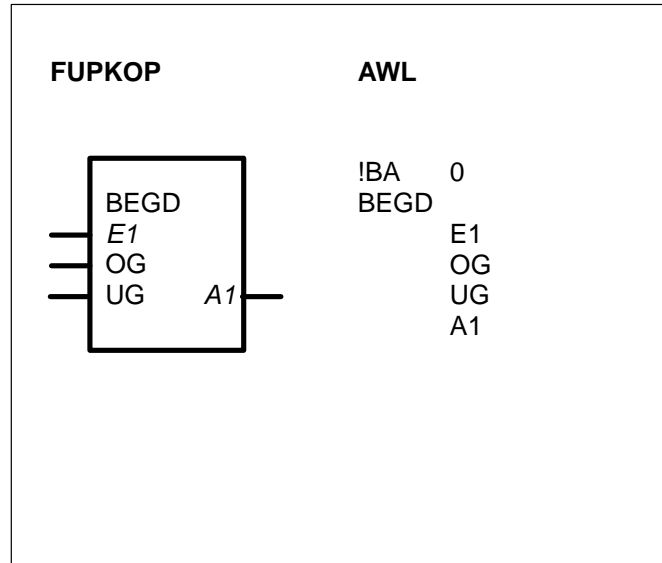 FUPKOP AWL
!BA 0
BEGD BEGD
E1 E1
OG OG
UG A1 UG
A1